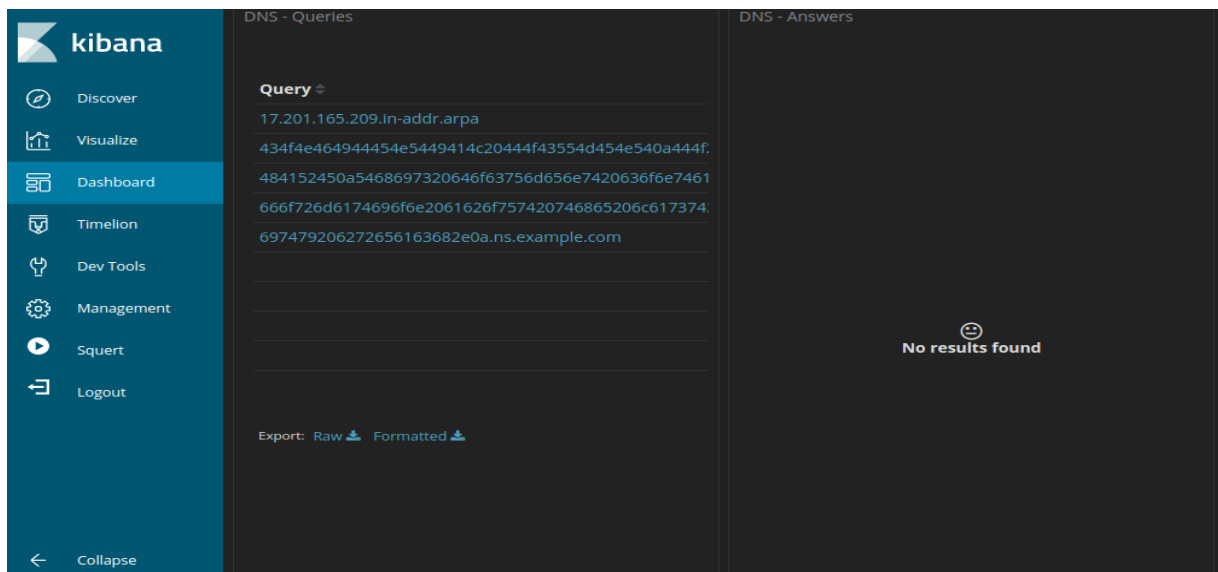 kibana
Discover
Visualize
Dashboard
Timelion
Dev Tools
Management
Squert
Logout
Collapse
DNS - Queries
Query
17.201.165.209.in-addr.arpa
434f4e464944454e5449414c20444f43554d454e540a444f
484152450a5468697320646f63756d656e7420636f6e7461
666f726d6174696f6e2061626f757420746865206c617374
697479206272656163682e0a.ns.example.com
Export: Raw Formatted
DNS - Answers
No results found